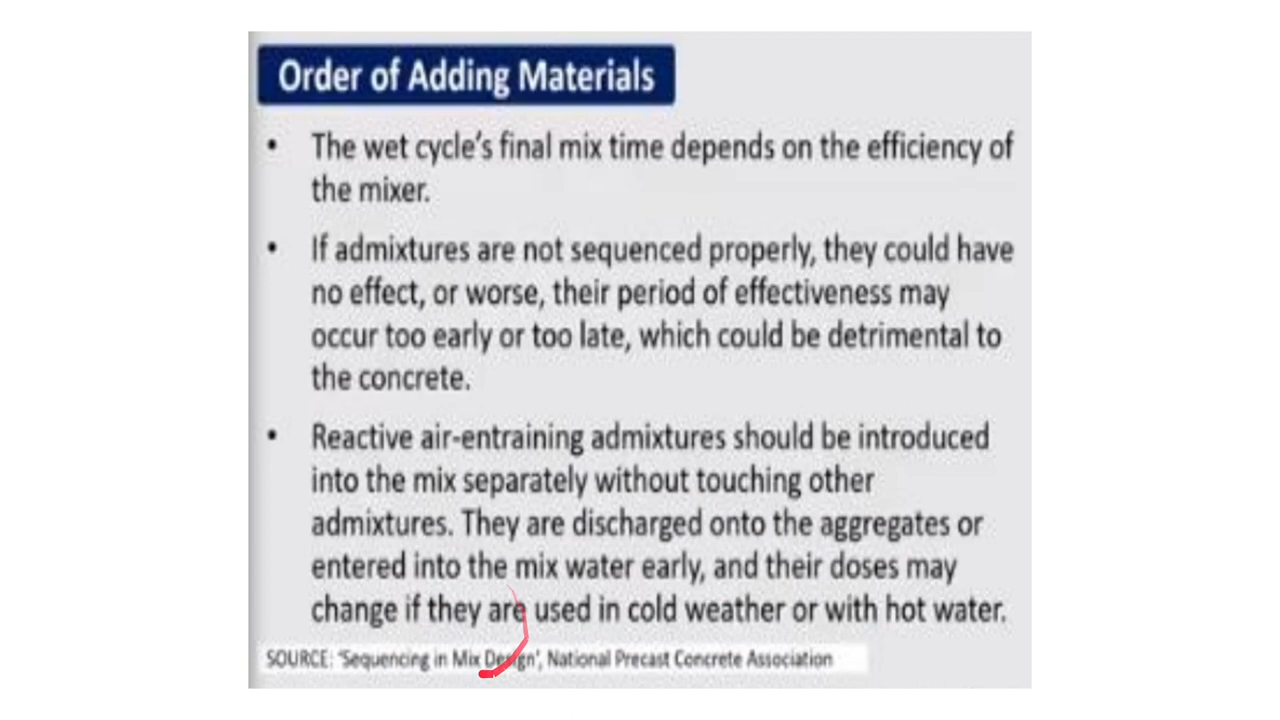 Order of Adding Materials
• The wet cycle's final mix time depends on the efficiency of
the mixer.
• If admixtures are not sequenced properly, they could have
no effect, or worse, their period of effectiveness may
occur too early or too late, which could be detrimental to
the concrete.
• Reactive air-entraining admixtures should be introduced
into the mix separately without touching other
admixtures. They are discharged onto the aggregates or
entered into the mix water early, and their doses may
change if they are used in cold weather or with hot water.
SOURCE: 'Sequencing in Mix Design', National Precast Concrete Association